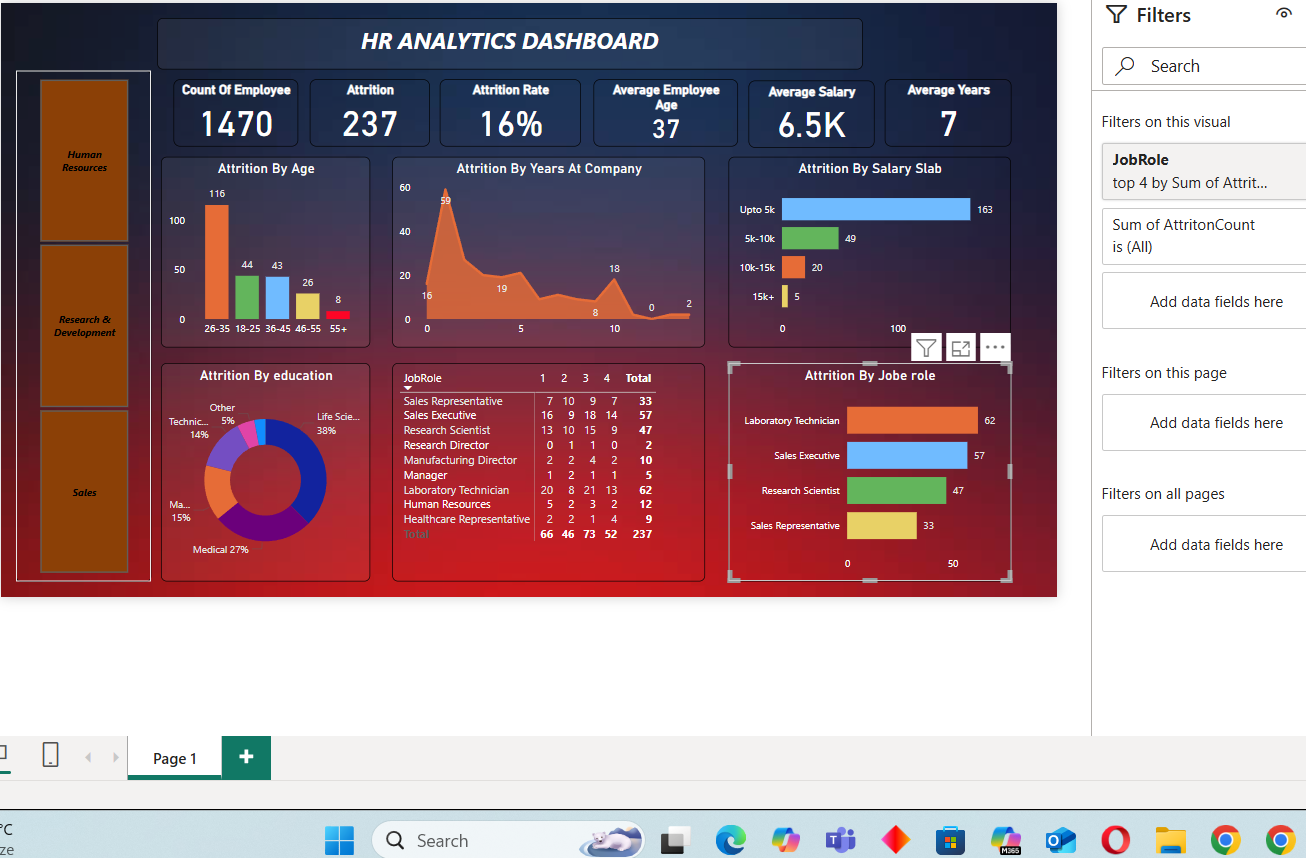 HR ANALYTICS DASHBOARD
Human
Resources
Research &
Development
Sales
Count Of Employee
1470
Attrition
237
Attrition Rate
16%
Average Employee
Age
37
Average Salary
6.5K
Average Years
7
Attrition By Age
116
44
43
26
8
100
50
0
26-35 18-25 36-45 46-55 55+
Attrition By Years At Company
60
40
20
0
16
59
19
8
18
0
2
0 5 10
Attrition By Salary Slab
Upto 5k 163
5k-10k 49
10k-15k 20
15k+ 5
0 100
Attrition By education
Other
5%
Technic...
14%
Ma...
15%
Medical 27%
Life Scie...
38%
JobRole 1 2 3 4 Total
Sales Representative 7 10 9 7 33
Sales Executive 16 9 18 14 57
Research Scientist 13 10 15 9 47
Research Director 0 1 1 0 2
Manufacturing Director 2 2 4 2 10
Manager 1 2 1 1 5
Laboratory Technician 20 8 21 13 62
Human Resources 5 2 3 2 12
Healthcare Representative 2 2 1 4 9
Total 66 46 73 52 237
Attrition By Jobe role
Laboratory Technician 62
Sales Executive 57
Research Scientist 47
Sales Representative 33
0 50
Filters
Search
Filters on this visual
JobRole
top 4 by Sum of Attrit...
Sum of AttritonCount
is (All)
Add data fields here
Filters on this page
Add data fields here
Filters on all pages
Add data fields here
Page 1
°C
ze
Search
M365